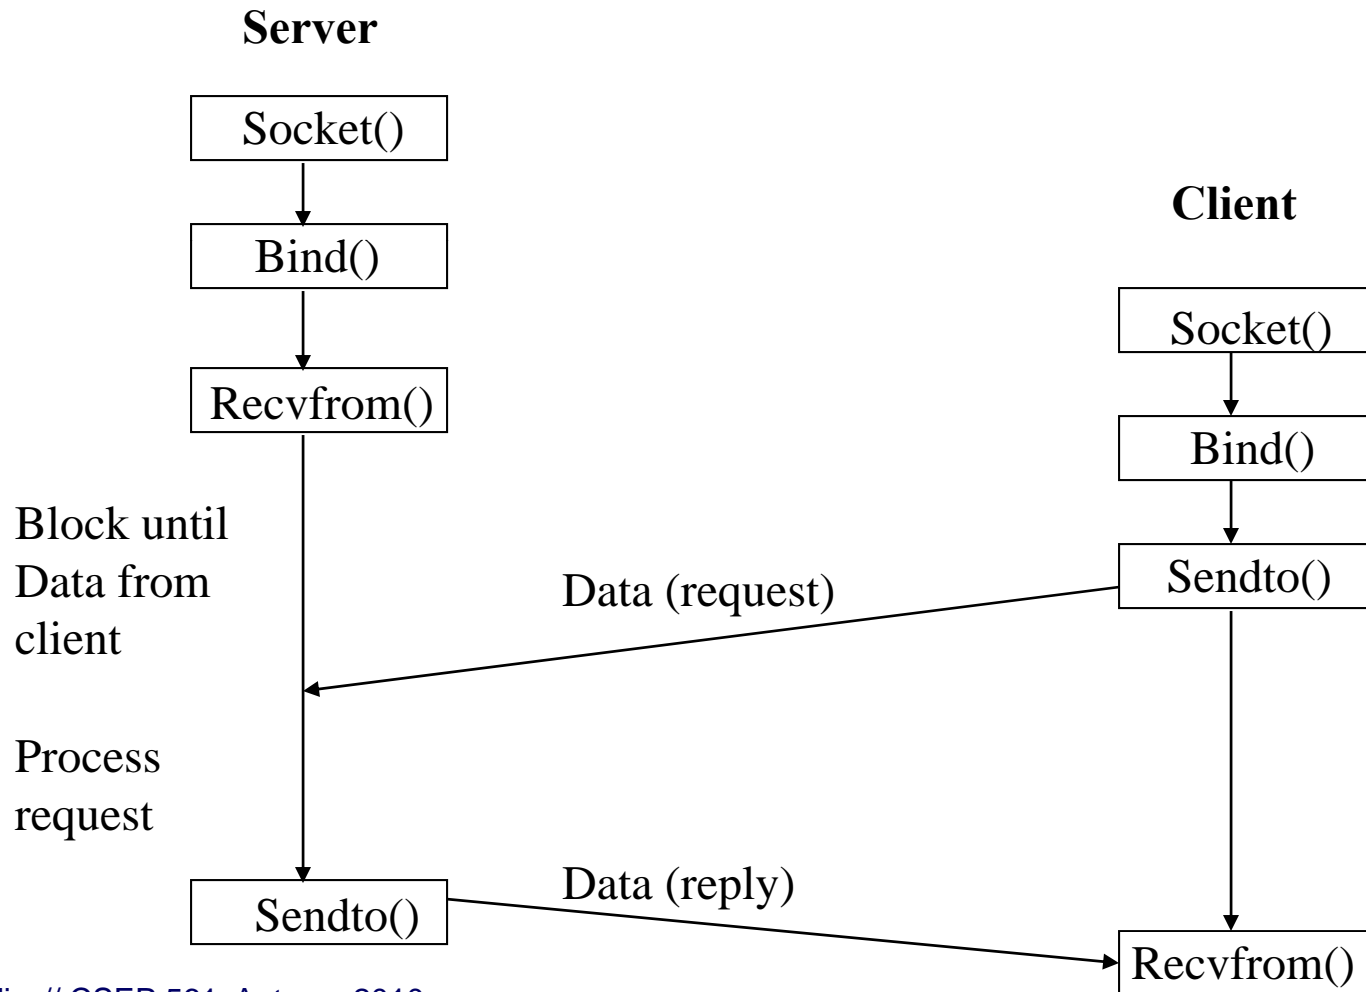 Server
Socket()
Bind()
Recvfrom()
Block until
Data from
client
Process
request
Sendto()
Client
Socket()
Bind()
Sendto()
Recvfrom()
Data (request)
Data (reply)